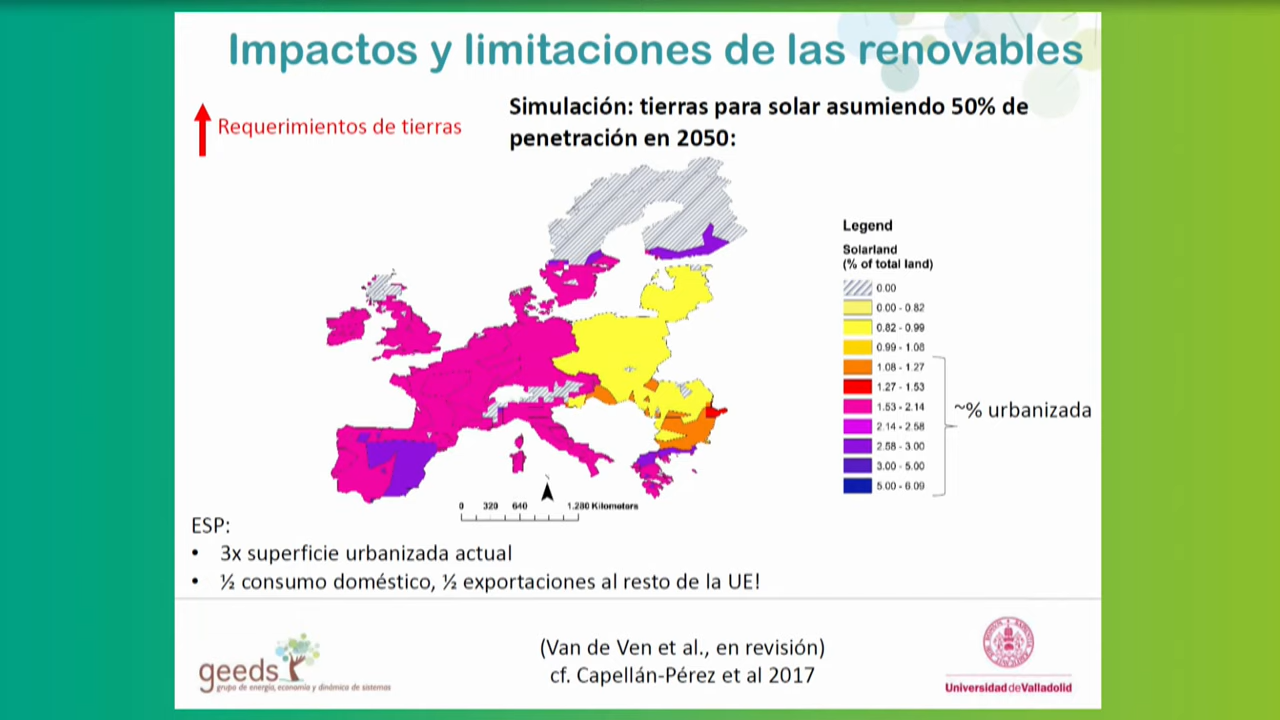 Impactos y limitaciones de las renovables
Requerimientos de tierras
Simulación: tierras para solar asumiendo 50% de
penetración en 2050:
Legend
Solarland
(% of total land)
0.00
0.00 - 0.82
0.82 - 0.99
0.99 - 1.08
1.08 - 1.27
1.27 - 1.53
1.53 - 2.14
2.14 - 2.58
2.58 - 3.00
3.00 - 5.00
5.00 - 6.09
~% urbanizada
0 320 640 1.280 Kilometers
ESP:
• 3x superficie urbanizada actual
• ½ consumo doméstico, ½ exportaciones al resto de la UE!
(Van de Ven et al., en revisión)
cf. Capellán-Pérez et al 2017
geeds
grupo de energía, economía y dinámica de sistemas
Universidad de Valladolid